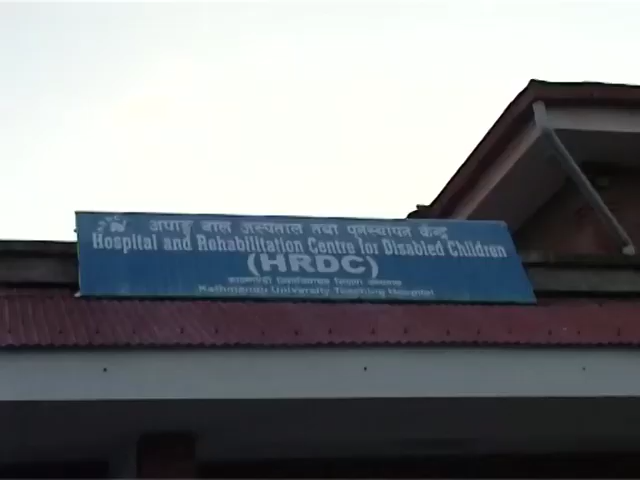 अपाङ्ग बाल अस्पताल तथा पुनर्स्थापन केन्द्र
Hospital and Rehabilitation Centre for Disabled Children
(HRDC)
Kathmandu University Teaching Hospital